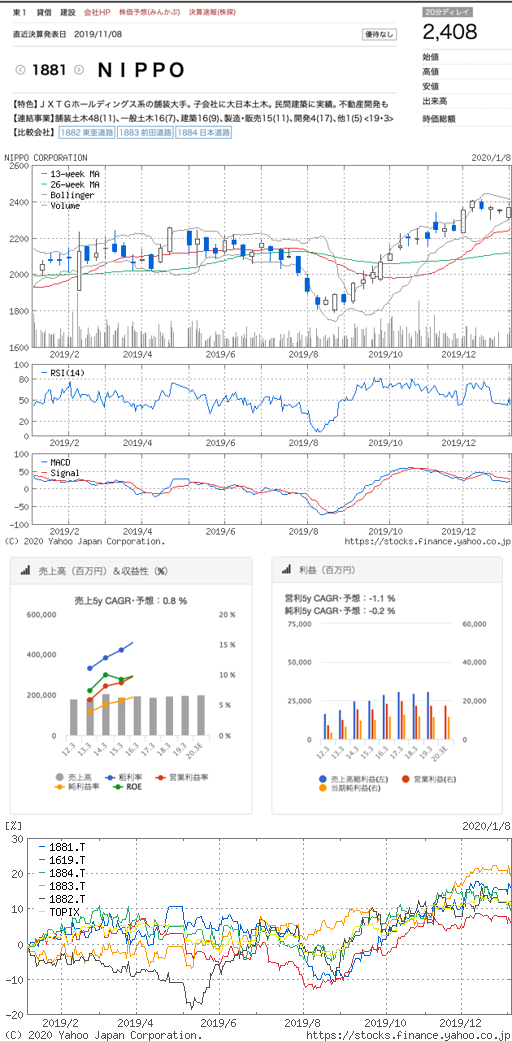 東1 貸借 建設 会社HP 株価予想(みんかぶ) 決算速報(株探)
直近決算発表日 2019/11/08
優待なし
1881 NIPPO
【特色】JXTGホールディングス系の舗装大手。子会社に大日本土木。民間建築に実績。不動産開発も
【連結事業】舗装土木48(11)、一般土木16(7)、建築16(9)、製造・販売15(11)、開発4(17)、他1(5) <19・3>
【比較会社】 1882 東亜道路 1883 前田道路 1884 日本道路
20分ディレイ
2,408
始値
高値
安値
出来高
時価総額
NIPPO CORPORATION 2020/1/8
13-week MA
26-week MA
Bollinger
Volume
2600
2400
2200
2000
1800
1600
2019/2 2019/4 2019/6 2019/8 2019/10 2019/12
RSI(14)
100
80
50
20
0
2019/2 2019/4 2019/6 2019/8 2019/10 2019/12
MACD
Signal
100
50
0
-50
-100
2019/2 2019/4 2019/6 2019/8 2019/10 2019/12
(C) 2020 Yahoo Japan Corporation. https://stocks.finance.yahoo.co.jp
売上高（百万円）＆収益性（%）
売上5y CAGR・予想：0.8 %
600,000
400,000
200,000
0
20 %
15 %
10 %
5 %
0 %
12.3 13.3 14.3 15.3 16.3 17.3 18.3 19.3 20.3E
売上高 粗利率 営業利益率
純利益率 ROE
利益（百万円）
営利5y CAGR・予想：-1.1 %
純利5y CAGR・予想：-0.2 %
75,000
50,000
25,000
0
60,000
40,000
20,000
0
12.3 13.3 14.3 15.3 16.3 17.3 18.3 19.3 20.3E
売上高総利益(左) 営業利益(右)
当期純利益(右)
[%] 2020/1/8
1881.T
1619.T
1884.T
1883.T
1882.T
TOPIX
30
20
10
0
-10
-20
2019/2 2019/4 2019/6 2019/8 2019/10 2019/12
(C) 2020 Yahoo Japan Corporation. https://stocks.finance.yahoo.co.jp